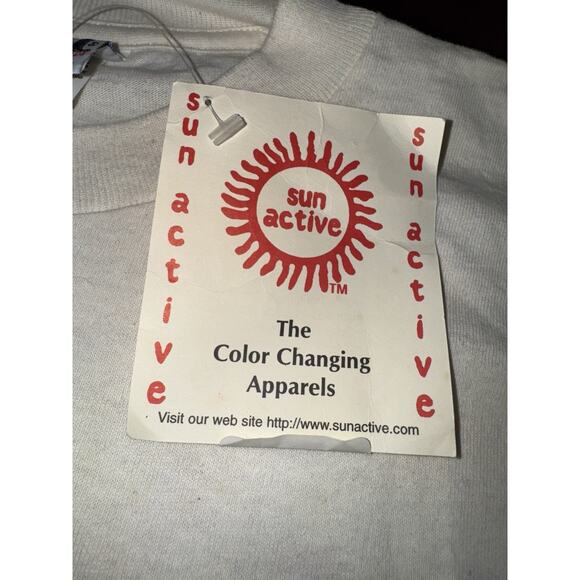 sun active
sun
active
TM
sun active
The
Color Changing
Apparels
Visit our web site http://www.sunactive.com